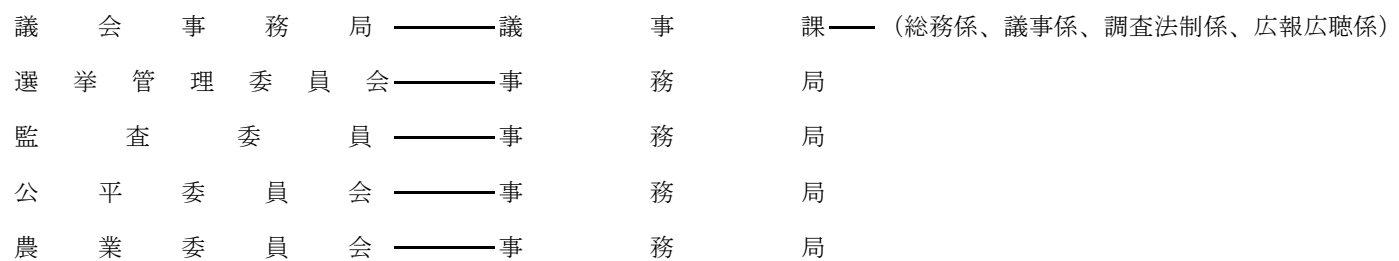 議会事務局――議事課――（総務係、議事係、調査法制係、広報広聴係）
選挙管理委員会――事務局
監査委員――事務局
公平委員会――事務局
農業委員会――事務局